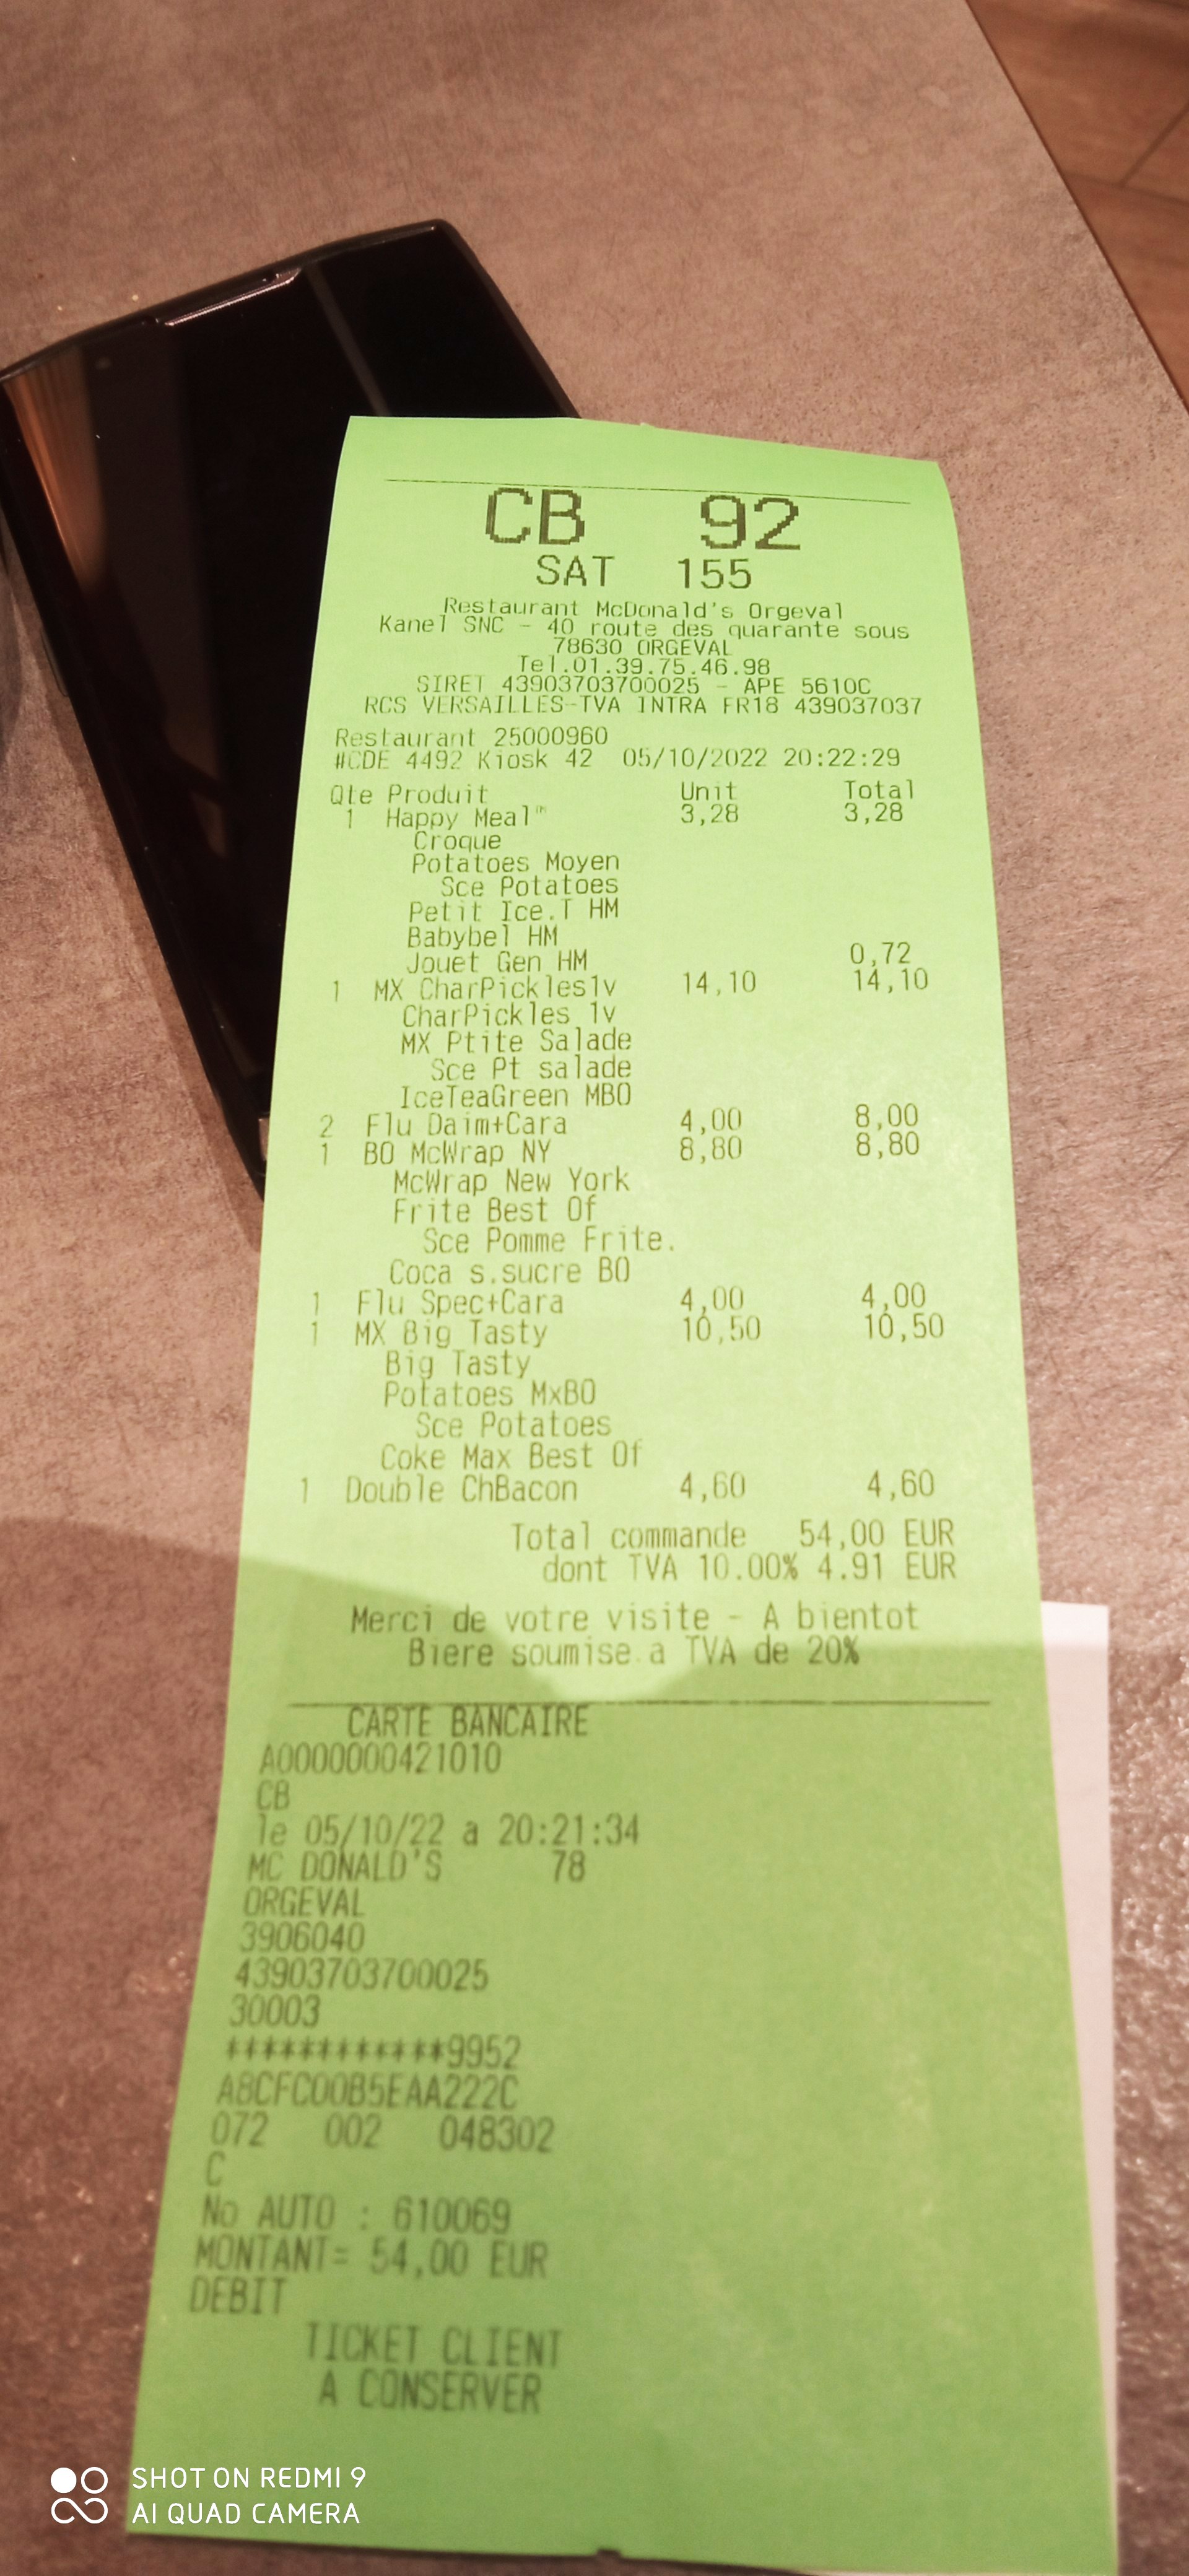 CB 92
SAT 155
Restaurant McDonald's Orgeval
Kanel SNC - 40 route des quarante sous
78630 ORGEVAL
Tel.01.39.75.46.98
SIRET 43903703700025 - APE 5610C
RCS VERSAILLES-TVA INTRA FR18 439037037
Restaurant 25000960
#CDE 4492 Kiosk 42 05/10/2022 20:22:29
Qte Produit Unit Total
1 Happy Meal™ 3,28 3,28
Croque
Potatoes Moyen
Sce Potatoes
Petit Ice.T HM
Babybel HM
Jouet Gen HM 0,72
1 MX CharPickles1v 14,10 14,10
CharPickles 1v
MX Ptite Salade
Sce Pt salade
IceTeaGreen MBO
2 Flu Daim+Cara 4,00 8,00
1 BO McWrap NY 8,80 8,80
McWrap New York
Frite Best Of
Sce Pomme Frite.
Coca s.sucre BO
1 Flu Spec+Cara 4,00 4,00
1 MX Big Tasty 10,50 10,50
Big Tasty
Potatoes MxBO
Sce Potatoes
Coke Max Best Of
1 Double ChBacon 4,60 4,60
Total commande 54,00 EUR
dont TVA 10.00% 4.91 EUR
Merci de votre visite - A bientot
Biere soumise a TVA de 20%
CARTE BANCAIRE
A0000000421010
CB
le 05/10/22 a 20:21:34
MC DONALD'S 78
ORGEVAL
3906040
43903703700025
30003
************9952
A8CFC00B5EAA222C
072 002 048302
C
No AUTO : 610069
MONTANT= 54,00 EUR
DEBIT
TICKET CLIENT
A CONSERVER
SHOT ON REDMI 9
AI QUAD CAMERA